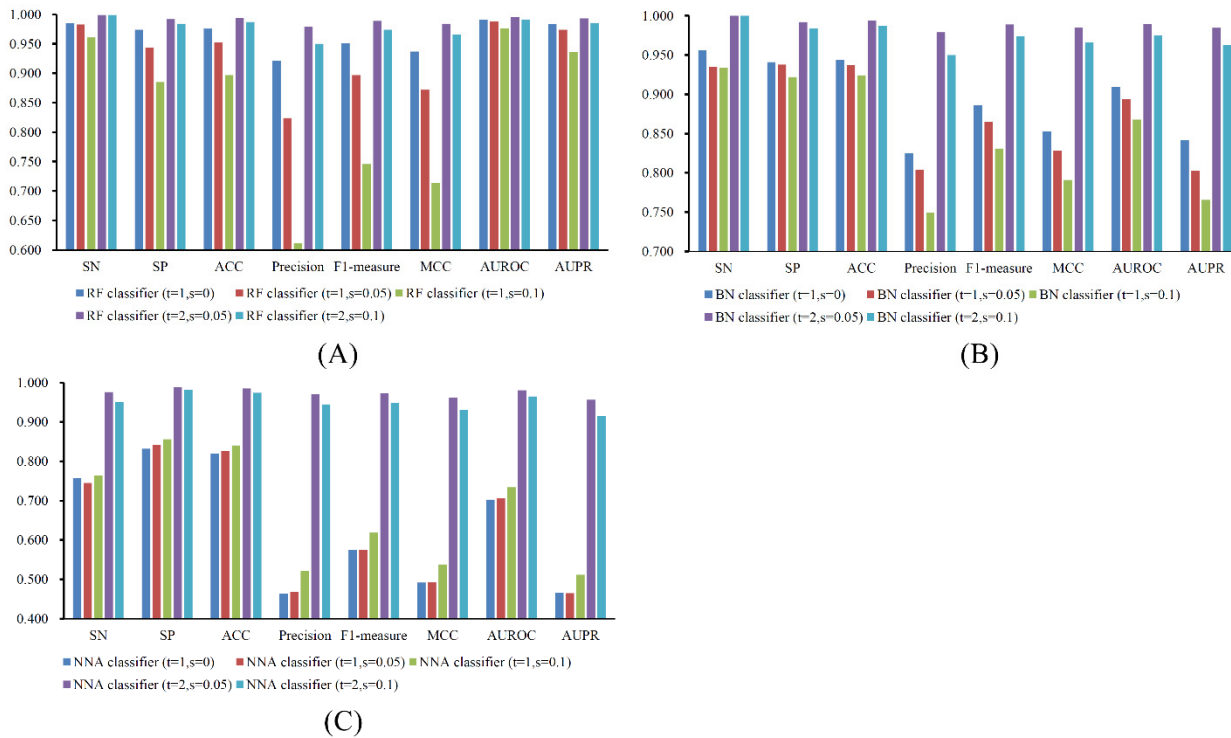 1.000
0.950
0.900
0.850
0.800
0.750
0.700
0.650
0.600
SN SP ACC Precision F1-measure MCC AUROC AUPR
RF classifier (t=1,s=0) RF classifier (t=1,s=0.05) RF classifier (t=1,s=0.1)
RF classifier (t=2,s=0.05) RF classifier (t=2,s=0.1)
(A)
1.000
0.950
0.900
0.850
0.800
0.750
0.700
SN SP ACC Precision F1-measure MCC AUROC AUPR
BN classifier (t=1,s=0) BN classifier (t=1,s=0.05) BN classifier (t=1,s=0.1)
BN classifier (t=2,s=0.05) BN classifier (t=2,s=0.1)
(B)
1.000
0.900
0.800
0.700
0.600
0.500
0.400
SN SP ACC Precision F1-measure MCC AUROC AUPR
NNA classifier (t=1,s=0) NNA classifier (t=1,s=0.05) NNA classifier (t=1,s=0.1)
NNA classifier (t=2,s=0.05) NNA classifier (t=2,s=0.1)
(C)